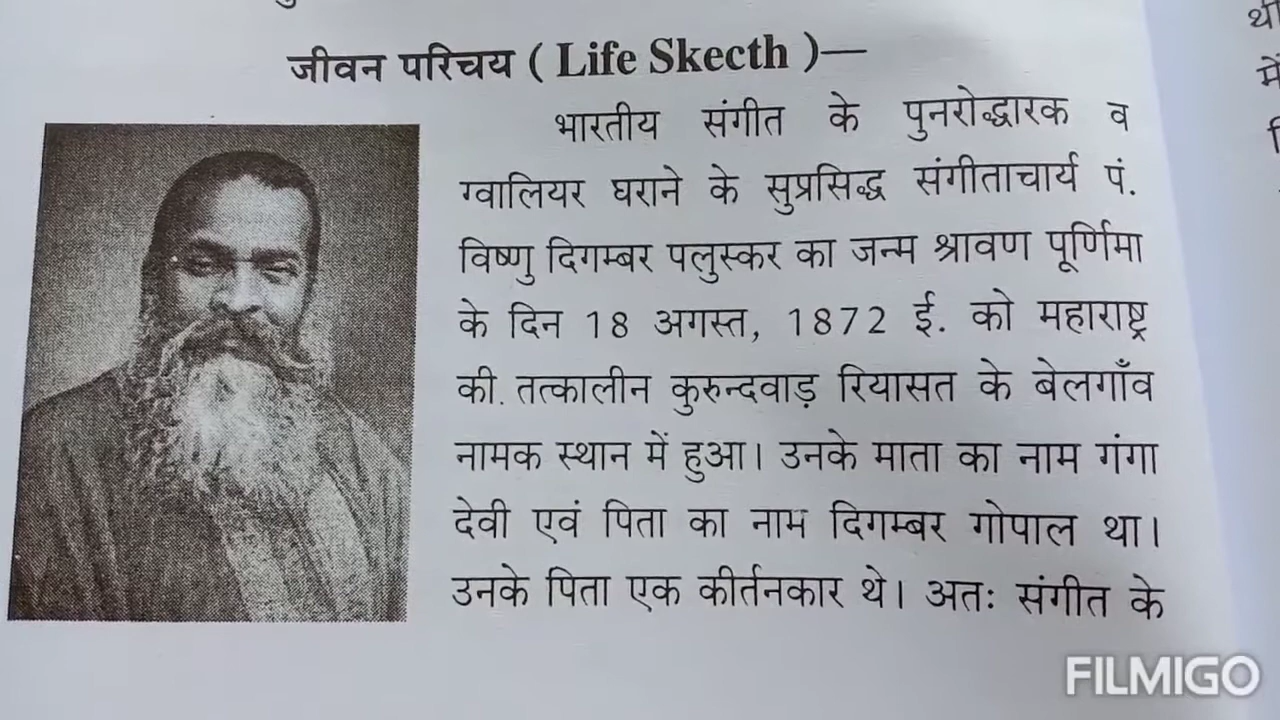 जीवन परिचय ( Life Skecth )—
भारतीय संगीत के पुनरोद्धारक व
ग्वालियर घराने के सुप्रसिद्ध संगीताचार्य पं.
विष्णु दिगम्बर पलुस्कर का जन्म श्रावण पूर्णिमा
के दिन 18 अगस्त, 1872 ई. को महाराष्ट्र
की. तत्कालीन कुरुन्दवाड़ रियासत के बेलगाँव
नामक स्थान में हुआ। उनके माता का नाम गंगा
देवी एवं पिता का नाम दिगम्बर गोपाल था।
उनके पिता एक कीर्तनकार थे। अतः संगीत के
FILMIGO